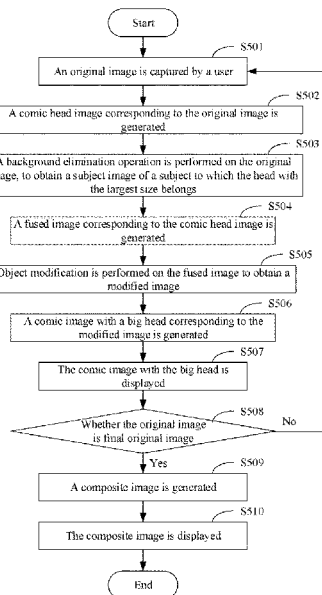 Start
S501
An original image is captured by a user
S502
A comic head image corresponding to the original image is
generated
S503
A background elimination operation is performed on the original
image, to obtain a subject image of a subject to which the head with
the largest size belongs
S504
A fused image corresponding to the comic head image is
generated
S505
Object modification is performed on the fused image to obtain a
modified image
S506
A comic image with a big head corresponding to the
modified image is generated
S507
The comic image with the big head is
displayed
S508
Whether the original image
is final original image
No
Yes
S509
A composite image is generated
S510
The composite image is displayed
End